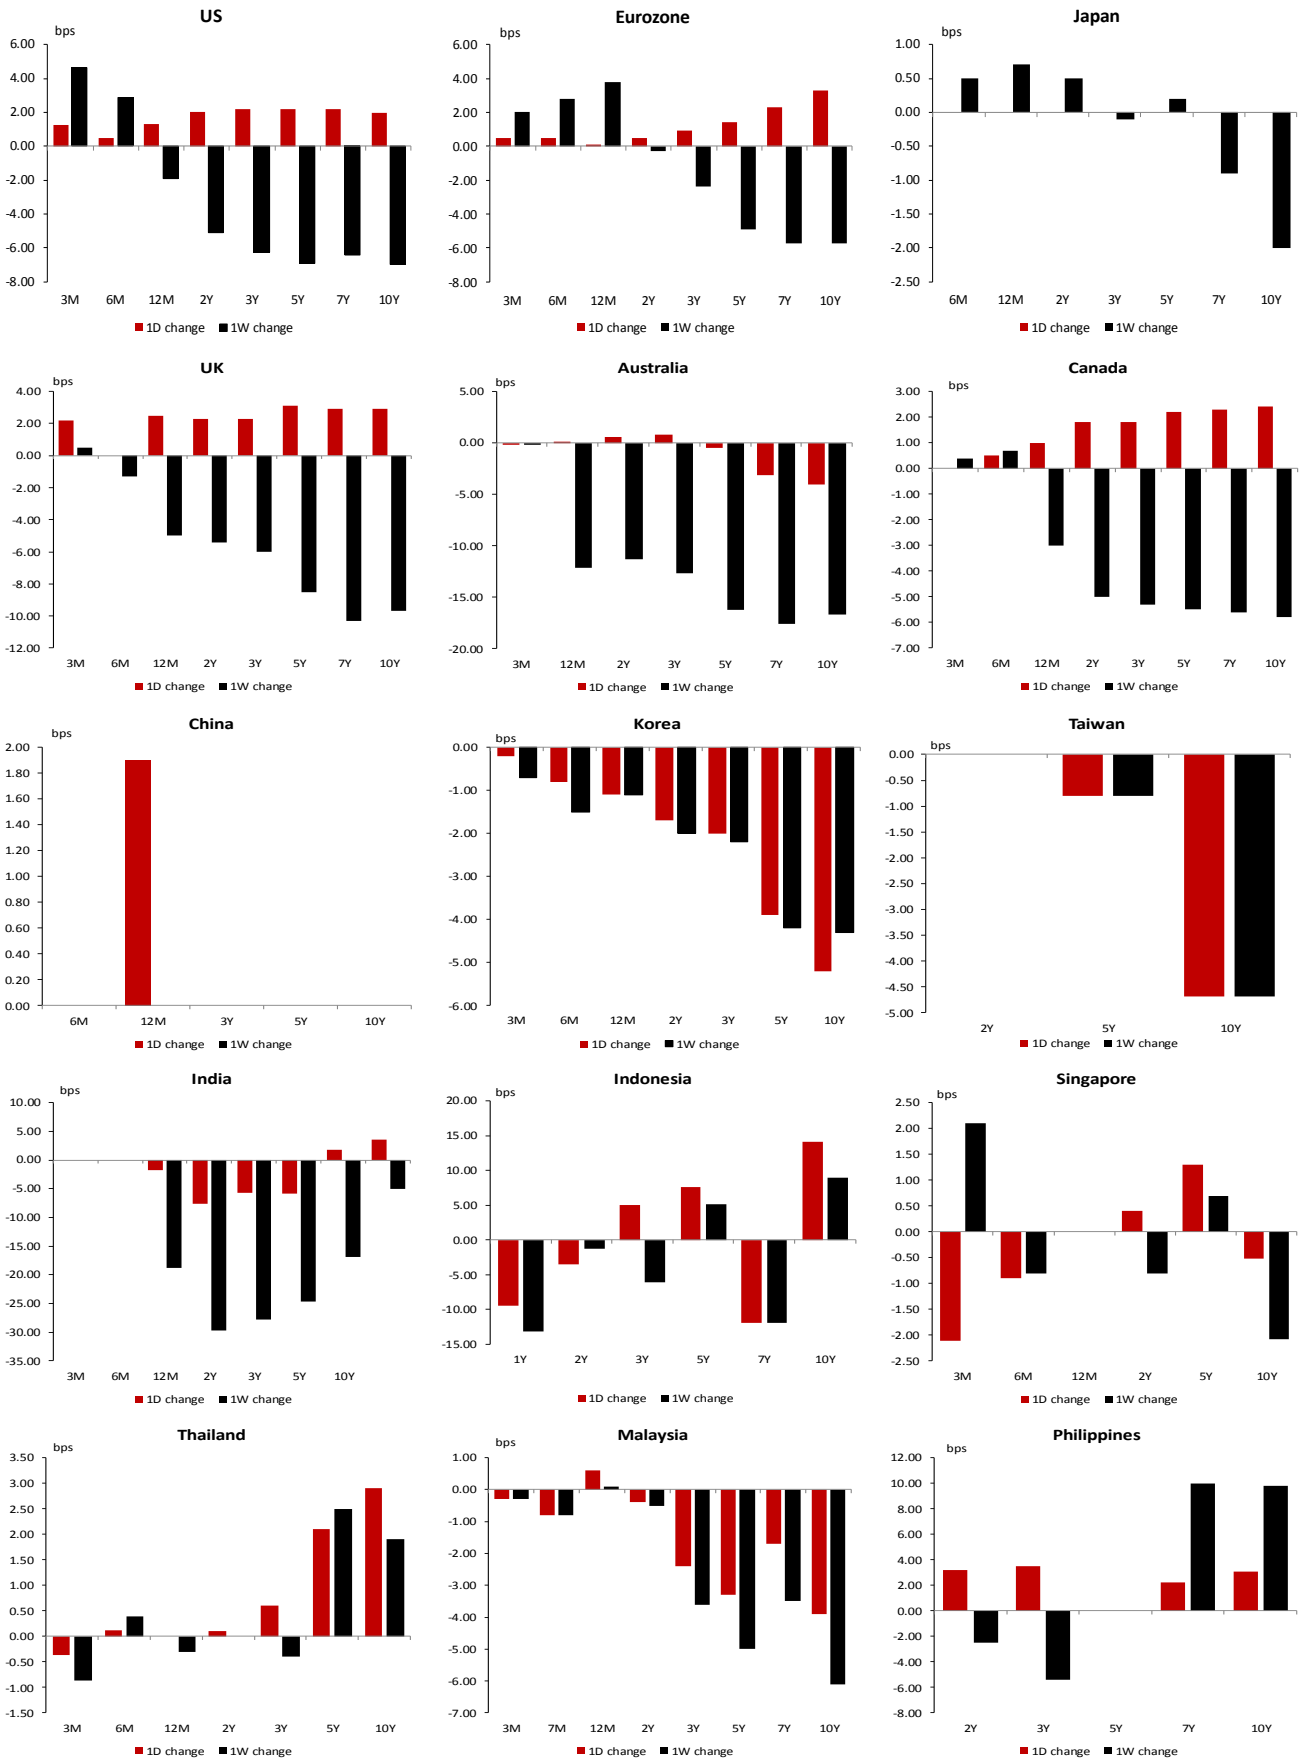 US
bps
6.00
4.00
2.00
0.00
-2.00
-4.00
-6.00
-8.00
3M 6M 12M 2Y 3Y 5Y 7Y 10Y
1D change 1W change
Eurozone
6.00
4.00
2.00
0.00
-2.00
-4.00
-6.00
-8.00
3M 6M 12M 2Y 3Y 5Y 7Y 10Y
1D change 1W change
Japan
1.00
0.50
0.00
-0.50
-1.00
-1.50
-2.00
-2.50
6M 12M 2Y 3Y 5Y 7Y 10Y
1D change 1W change
UK
bps
4.00
2.00
0.00
-2.00
-4.00
-6.00
-8.00
-10.00
-12.00
3M 6M 12M 2Y 3Y 5Y 7Y 10Y
1D change 1W change
Australia
bps
5.00
0.00
-5.00
-10.00
-15.00
-20.00
3M 12M 2Y 3Y 5Y 7Y 10Y
1D change 1W change
Canada
bps
3.00
2.00
1.00
0.00
-1.00
-2.00
-3.00
-4.00
-5.00
-6.00
-7.00
3M 6M 12M 2Y 3Y 5Y 7Y 10Y
1D change 1W change
China
bps
2.00
1.80
1.60
1.40
1.20
1.00
0.80
0.60
0.40
0.20
0.00
6M 12M 3Y 5Y 10Y
1D change 1W change
Korea
bps
0.00
-1.00
-2.00
-3.00
-4.00
-5.00
-6.00
3M 6M 12M 2Y 3Y 5Y 10Y
1D change 1W change
Taiwan
bps
0.00
-0.50
-1.00
-1.50
-2.00
-2.50
-3.00
-3.50
-4.00
-4.50
-5.00
2Y 5Y 10Y
1D change 1W change
India
bps
10.00
5.00
0.00
-5.00
-10.00
-15.00
-20.00
-25.00
-30.00
-35.00
3M 6M 12M 2Y 3Y 5Y 10Y
1D change 1W change
Indonesia
bps
20.00
15.00
10.00
5.00
0.00
-5.00
-10.00
-15.00
1Y 2Y 3Y 5Y 7Y 10Y
1D change 1W change
Singapore
bps
2.50
2.00
1.50
1.00
0.50
0.00
-0.50
-1.00
-1.50
-2.00
-2.50
3M 6M 12M 2Y 5Y 10Y
1D change 1W change
Thailand
bps
3.50
3.00
2.50
2.00
1.50
1.00
0.50
0.00
-0.50
-1.00
-1.50
3M 6M 12M 2Y 3Y 5Y 10Y
1D change 1W change
Malaysia
bps
1.00
0.00
-1.00
-2.00
-3.00
-4.00
-5.00
-6.00
-7.00
3M 7M 12M 2Y 3Y 5Y 7Y 10Y
1D change 1W change
Philippines
bps
12.00
10.00
8.00
6.00
4.00
2.00
0.00
-2.00
-4.00
-6.00
-8.00
2Y 3Y 5Y 7Y 10Y
1D change 1W change